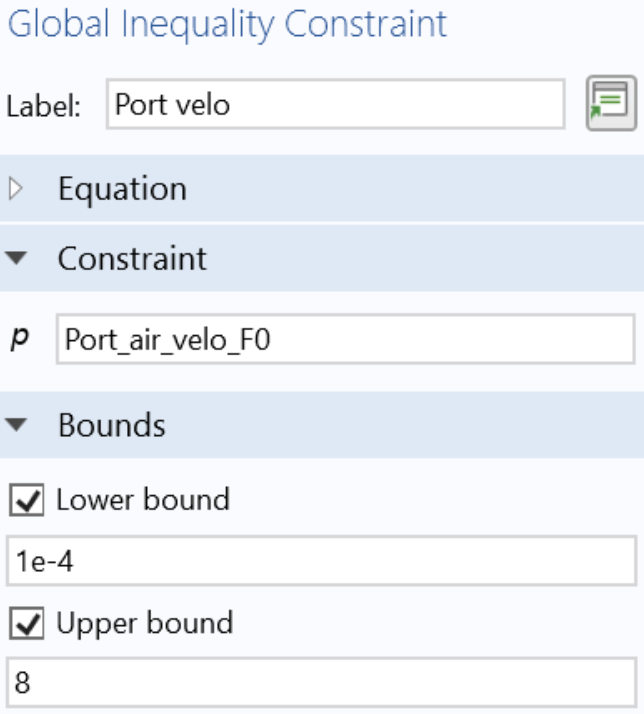 Global Inequality Constraint
Label: Port velo
Equation
Constraint
p Port_air_velo_F0
Bounds
Lower bound
1e-4
Upper bound
8